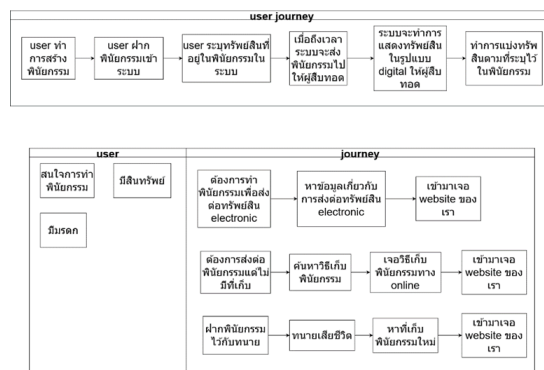 user journey
user ทำ
การสร้าง
พินัยกรรม
user ฝาก
พินัยกรรมเข้า
ระบบ
user ระบุทรัพย์สินที่
อยู่ในพินัยกรรมใน
ระบบ
เมื่อถึงเวลา
ระบบจะส่ง
พินัยกรรมไป
ให้ผู้สืบทอด
ระบบจะทำการ
แสดงทรัพย์สิน
ในรูปแบบ
digital ให้ผู้สืบ
ทอด
ทำการแบ่งทรัพ
สินตามที่ระบุไว้
ในพินัยกรรม
user
journey
สนใจการทำ
พินัยกรรม
มีสินทรัพย์
มีมรดก
ต้องการทำ
พินัยกรรมเพื่อส่ง
ต่อทรัพย์สิน
electronic
หาข้อมูลเกี่ยวกับ
การส่งต่อทรัพย์สิน
electronic
เข้ามาเจอ
website ของ
เรา
ต้องการส่งต่อ
พินัยกรรมแต่ไม่
มีที่เก็บ
ค้นหาวิธีเก็บ
พินัยกรรม
เจอวิธีเก็บ
พินัยกรรมทาง
online
เข้ามาเจอ
website ของ
เรา
ฝากพินัยกรรม
ไว้กับทนาย
ทนายเสียชีวิต
หาที่เก็บ
พินัยกรรมใหม่
เข้ามาเจอ
website ของ
เรา